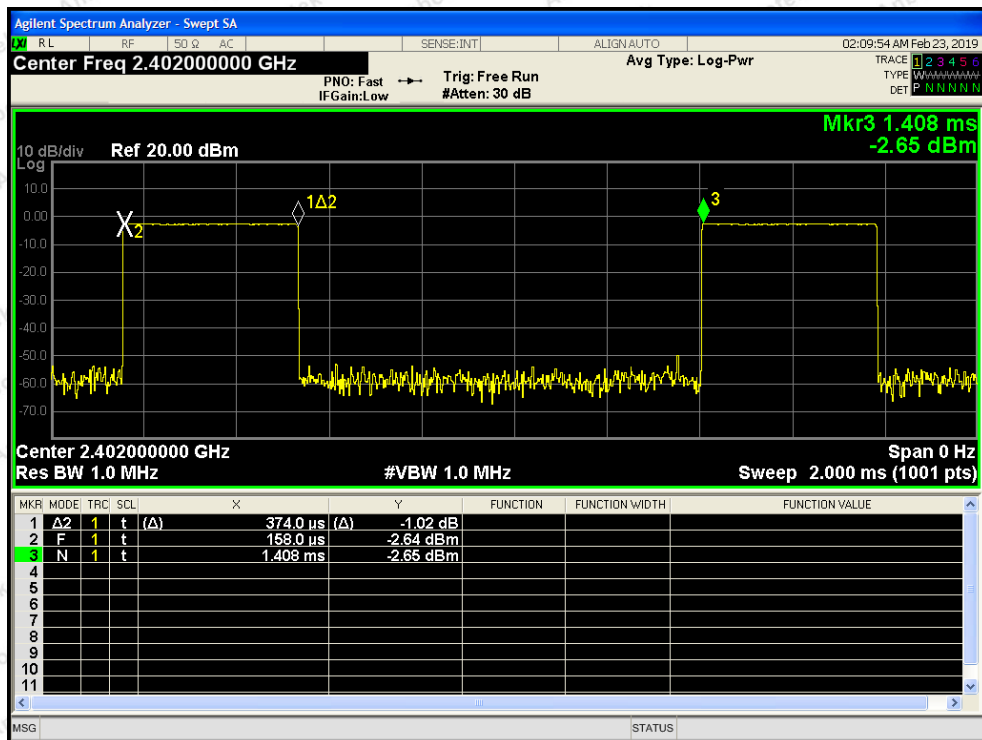 Agilent Spectrum Analyzer - Swept SA
LXI RL RF 50 Ω AC SENSE:INT ALIGN AUTO 02:09:54 AM Feb 23, 2019
Center Freq 2.402000000 GHz Avg Type: Log-Pwr TRACE 1 2 3 4 5 6
PNO: Fast Trig: Free Run TYPE WWWWWW
IFGain:Low #Atten: 30 dB DET P N N N N N
Mkr3 1.408 ms
10 dB/div Ref 20.00 dBm -2.65 dBm
Log
10.0
1Δ2 3
0.00
X2
-10.0
-20.0
-30.0
-40.0
-50.0
-60.0
-70.0
Center 2.402000000 GHz Span 0 Hz
Res BW 1.0 MHz #VBW 1.0 MHz Sweep 2.000 ms (1001 pts)
MKR MODE TRC SCL X Y FUNCTION FUNCTION WIDTH FUNCTION VALUE
1 Δ2 1 t (Δ) 374.0 µs (Δ) -1.02 dB
2 F 1 t 158.0 µs -2.64 dBm
3 N 1 t 1.408 ms -2.65 dBm
4
5
6
7
8
9
10
11
MSG STATUS